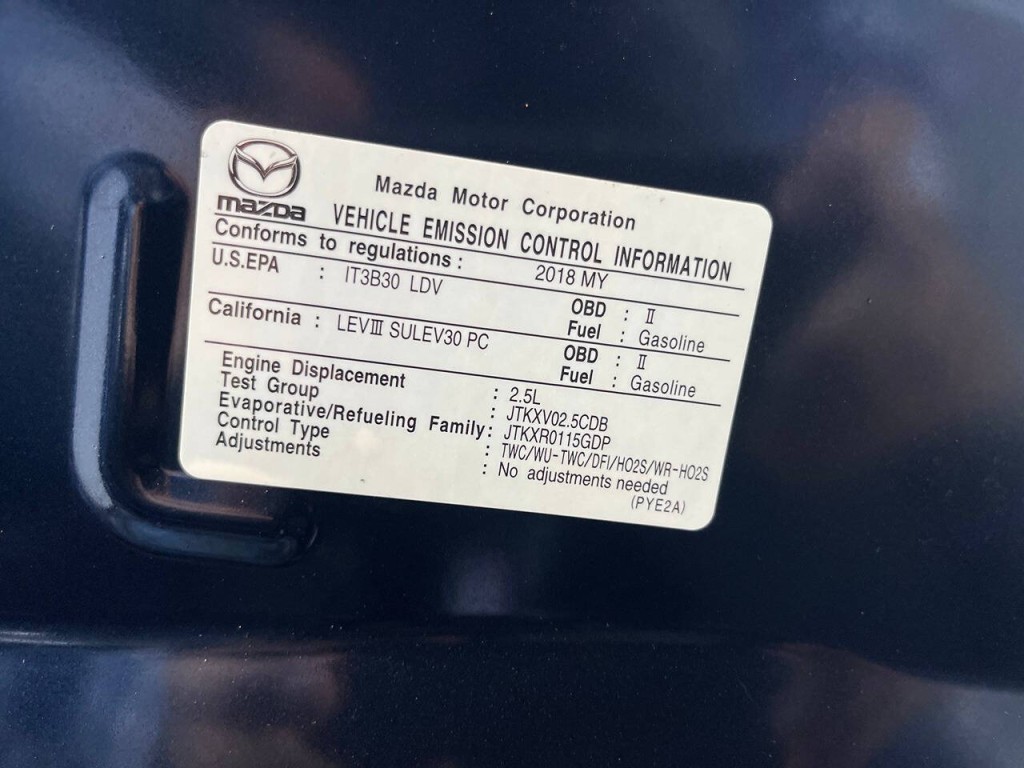 mazda
Mazda Motor Corporation
VEHICLE EMISSION CONTROL INFORMATION
Conforms to regulations : 2018 MY
U.S.EPA : IT3B30 LDV OBD : II
Fuel : Gasoline
California : LEVIII SULEV30 PC OBD : II
Fuel : Gasoline
Engine Displacement : 2.5L
Test Group : JTKXV02.5CDB
Evaporative/Refueling Family : JTKXR0115GDP
Control Type : TWC/WU-TWC/DFI/HO2S/WR-HO2S
Adjustments : No adjustments needed
(PYE2A)